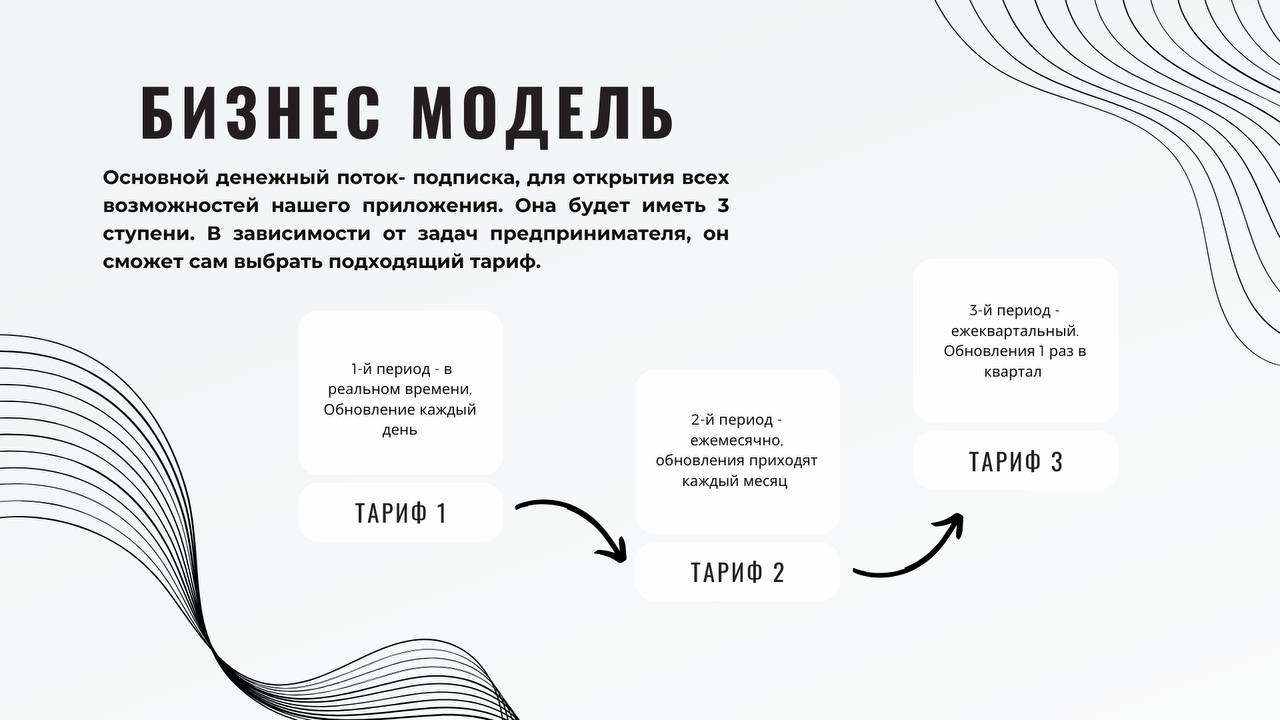 БИЗНЕС МОДЕЛЬ
Основной денежный поток- подписка, для открытия всех
возможностей нашего приложения. Она будет иметь 3
ступени. В зависимости от задач предпринимателя, он
сможет сам выбрать подходящий тариф.
1-й период - в
реальном времени,
Обновление каждый
день
ТАРИФ 1
2-й период -
ежемесячно,
обновления приходят
каждый месяц
ТАРИФ 2
3-й период -
ежеквартальный.
Обновления 1 раз в
квартал
ТАРИФ 3